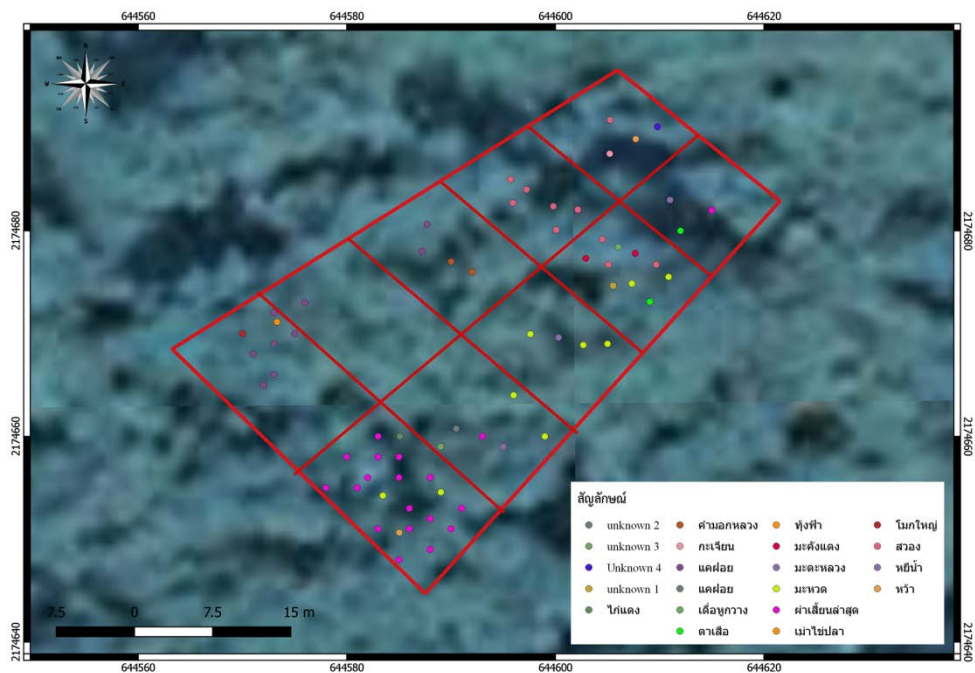 644560 644580 644600 644620
N
W E
S
2174680 2174680
2174660 2174660
สัญลักษณ์
unknown 2 คำมอกหลวง ทุ้งฟ้า โมกใหญ่
unknown 3 กะเจียน มะคังแดง สวอง
Unknown 4 แคฝอย มะดะหลวง หยีน้ำ
unknown 1 แคฝอย มะหวด หว้า
ไก่แดง เดื่อหูกวาง ผ่าเสี้ยนล่าสุด
ตาเสือ เม่าไข่ปลา
7.5 0 7.5 15 m
2174640 2174640
644560 644580 644600 644620